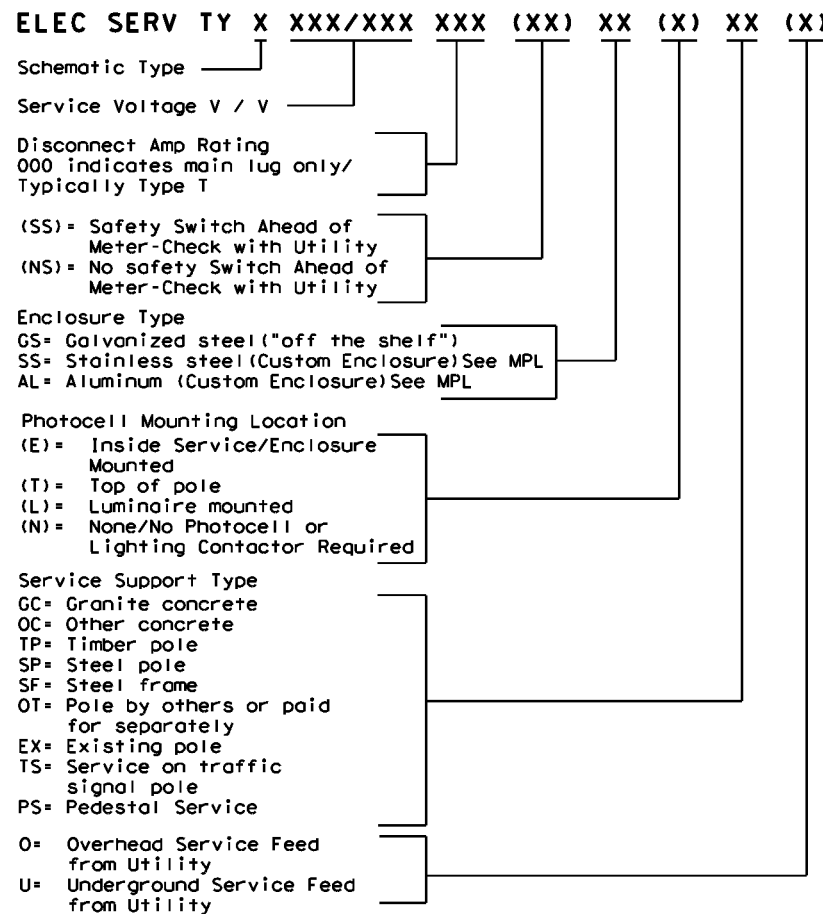 ELEC SERV TY X XXX/XXX XXX (XX) XX (X) XX (X)
Schematic Type
Service Voltage V / V
Disconnect Amp Rating
000 indicates main lug only/
Typically Type T
(SS)= Safety Switch Ahead of
Meter-Check with Utility
(NS)= No safety Switch Ahead of
Meter-Check with Utility
Enclosure Type
GS= Galvanized steel("off the shelf")
SS= Stainless steel(Custom Enclosure)See MPL
AL= Aluminum (Custom Enclosure)See MPL
Photocell Mounting Location
(E)= Inside Service/Enclosure
Mounted
(T)= Top of pole
(L)= Luminaire mounted
(N)= None/No Photocell or
Lighting Contactor Required
Service Support Type
GC= Granite concrete
OC= Other concrete
TP= Timber pole
SP= Steel pole
SF= Steel frame
OT= Pole by others or paid
for separately
EX= Existing pole
TS= Service on traffic
signal pole
PS= Pedestal Service
O= Overhead Service Feed
from Utility
U= Underground Service Feed
from Utility